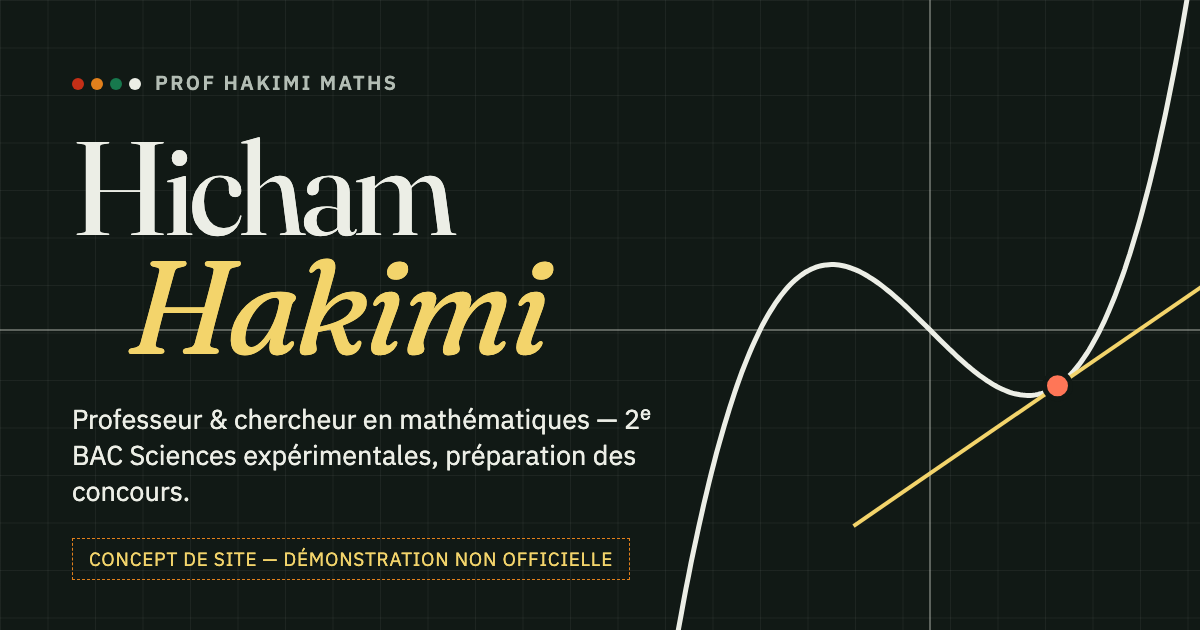 PROF HAKIMI MATHS
Hicham
Hakimi
Professeur & chercheur en mathématiques — 2ᵉ
BAC Sciences expérimentales, préparation des
concours.
CONCEPT DE SITE — DÉMONSTRATION NON OFFICIELLE